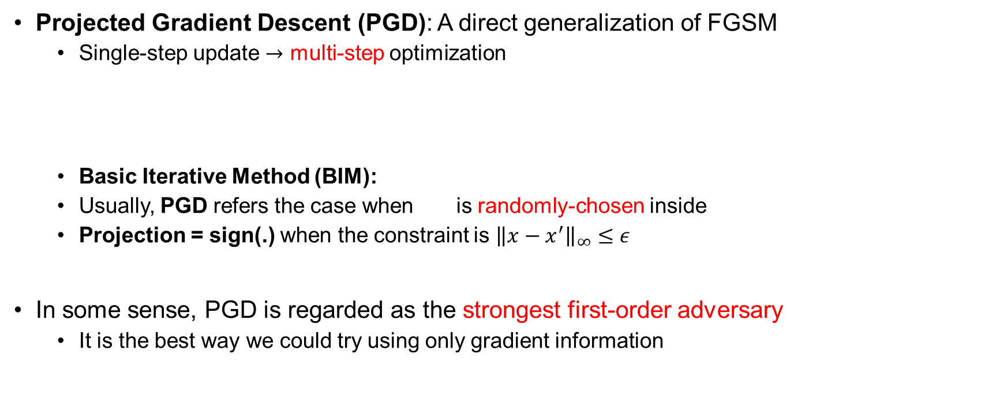 • Projected Gradient Descent (PGD): A direct generalization of FGSM
• Single-step update → multi-step optimization
• Basic Iterative Method (BIM):
• Usually, PGD refers the case when is randomly-chosen inside
• Projection = sign(.) when the constraint is ‖𝑥 − 𝑥′‖∞ ≤ 𝜖
• In some sense, PGD is regarded as the strongest first-order adversary
• It is the best way we could try using only gradient information